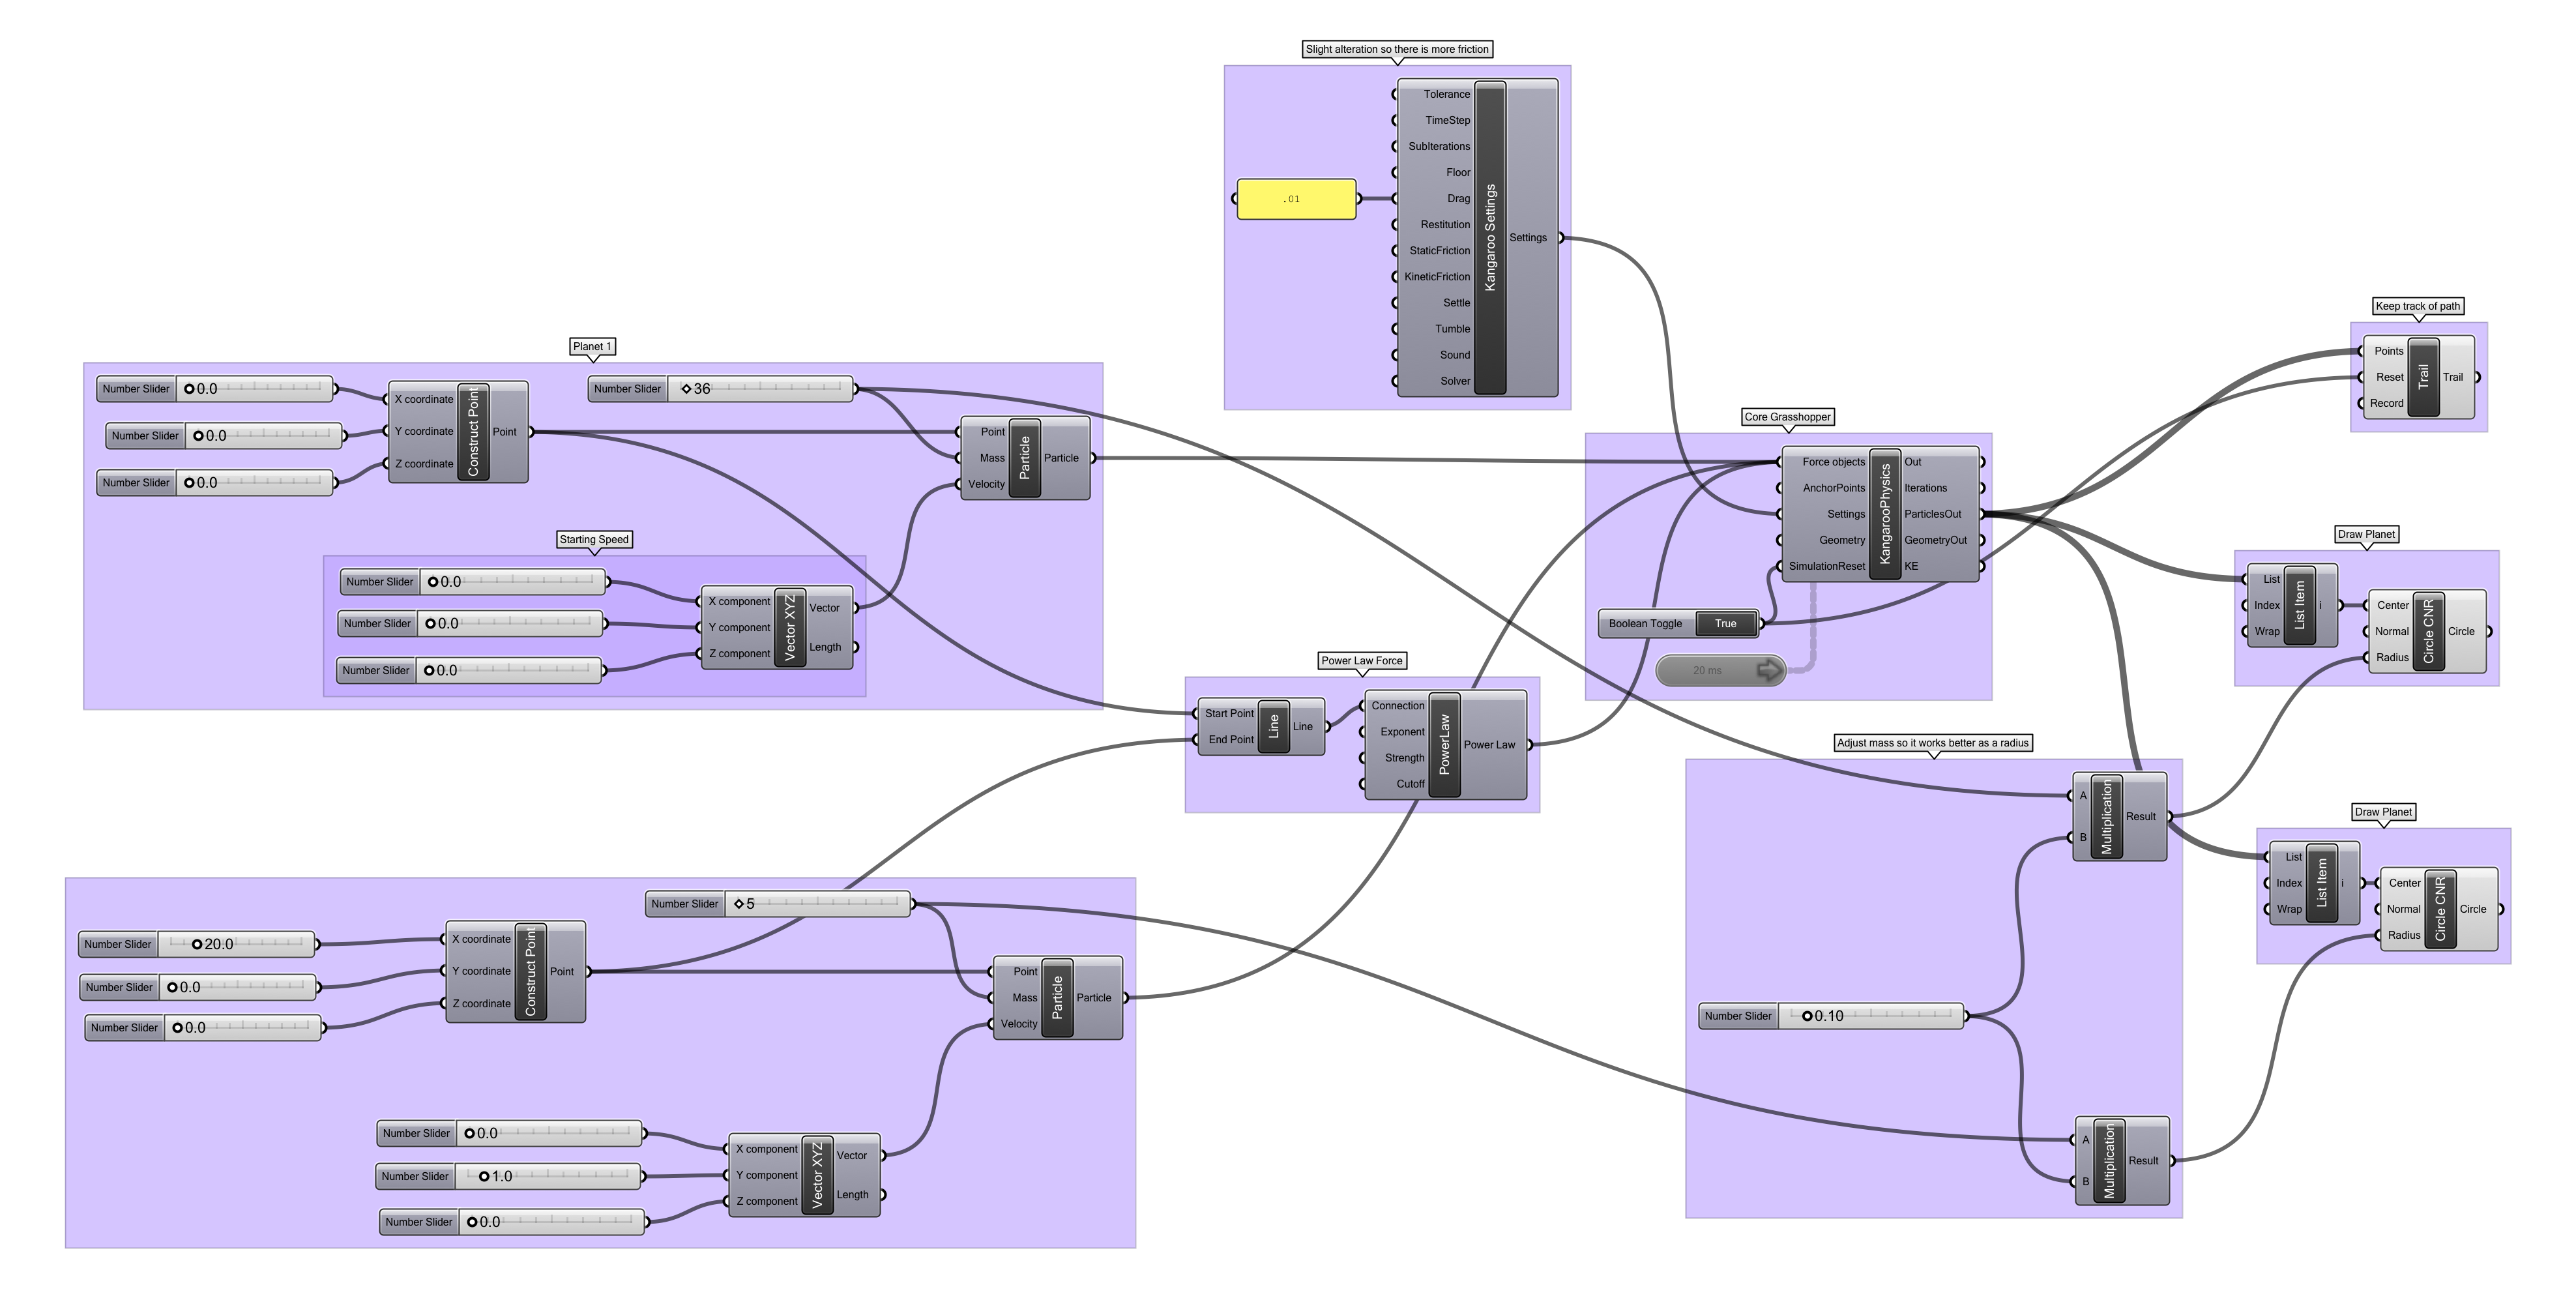 Slight alteration so there is more friction
Tolerance
TimeStep
SubIterations
Floor
.01
Drag
Restitution
StaticFriction
KineticFriction
Settle
Tumble
Sound
Solver
Kangaroo Settings
Settings
Planet 1
Number Slider 0.0
Number Slider 0.0
Number Slider 0.0
X coordinate
Y coordinate
Z coordinate
Construct Point
Point
Number Slider 36
Point
Mass
Velocity
Particle
Particle
Starting Speed
Number Slider 0.0
Number Slider 0.0
Number Slider 0.0
X component
Y component
Z component
Vector XYZ
Vector
Length
Power Law Force
Start Point
End Point
Line
Line
Connection
Exponent
Strength
Cutoff
PowerLaw
Power Law
Core Grasshopper
Force objects
AnchorPoints
Settings
Geometry
SimulationReset
KangarooPhysics
Out
Iterations
ParticlesOut
GeometryOut
KE
Boolean Toggle True
20 ms
Keep track of path
Points
Reset
Record
Trail
Trail
Draw Planet
List
Index
Wrap
List Item
i
Center
Normal
Radius
Circle CNR
Circle
Adjust mass so it works better as a radius
A
B
Multiplication
Result
Number Slider 0.10
A
B
Multiplication
Result
Draw Planet
List
Index
Wrap
List Item
i
Center
Normal
Radius
Circle CNR
Circle
Number Slider 5
Number Slider 20.0
Number Slider 0.0
Number Slider 0.0
X coordinate
Y coordinate
Z coordinate
Construct Point
Point
Point
Mass
Velocity
Particle
Particle
Number Slider 0.0
Number Slider 1.0
Number Slider 0.0
X component
Y component
Z component
Vector XYZ
Vector
Length